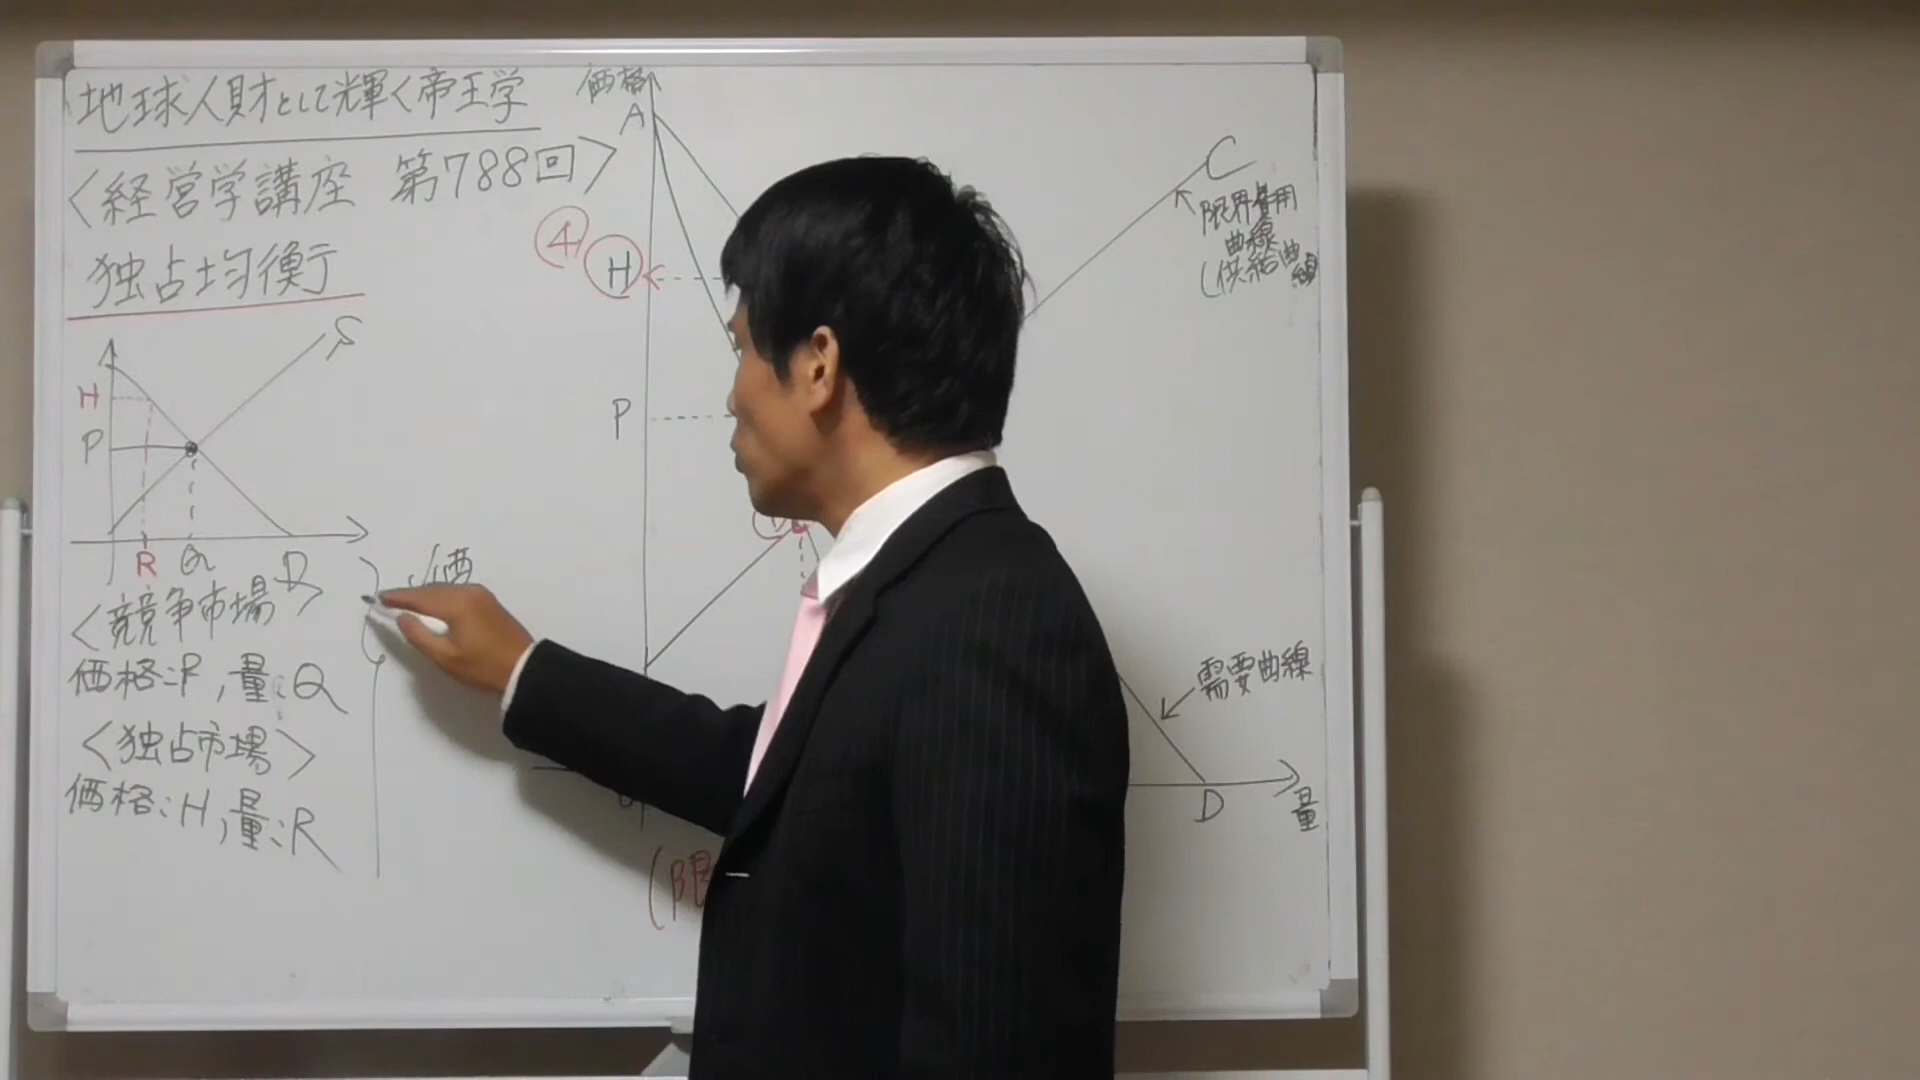 地球人財として輝く帝王学
〈経営学講座 第788回〉
独占均衡
S
H
P
R Q D
〈競争市場〉
価格:P,量:Q
〈独占市場〉
価格:H,量:R
価
価格
A
④ H
P
C
限界費用
曲線
(供給曲線
需要曲線
D
量
(限